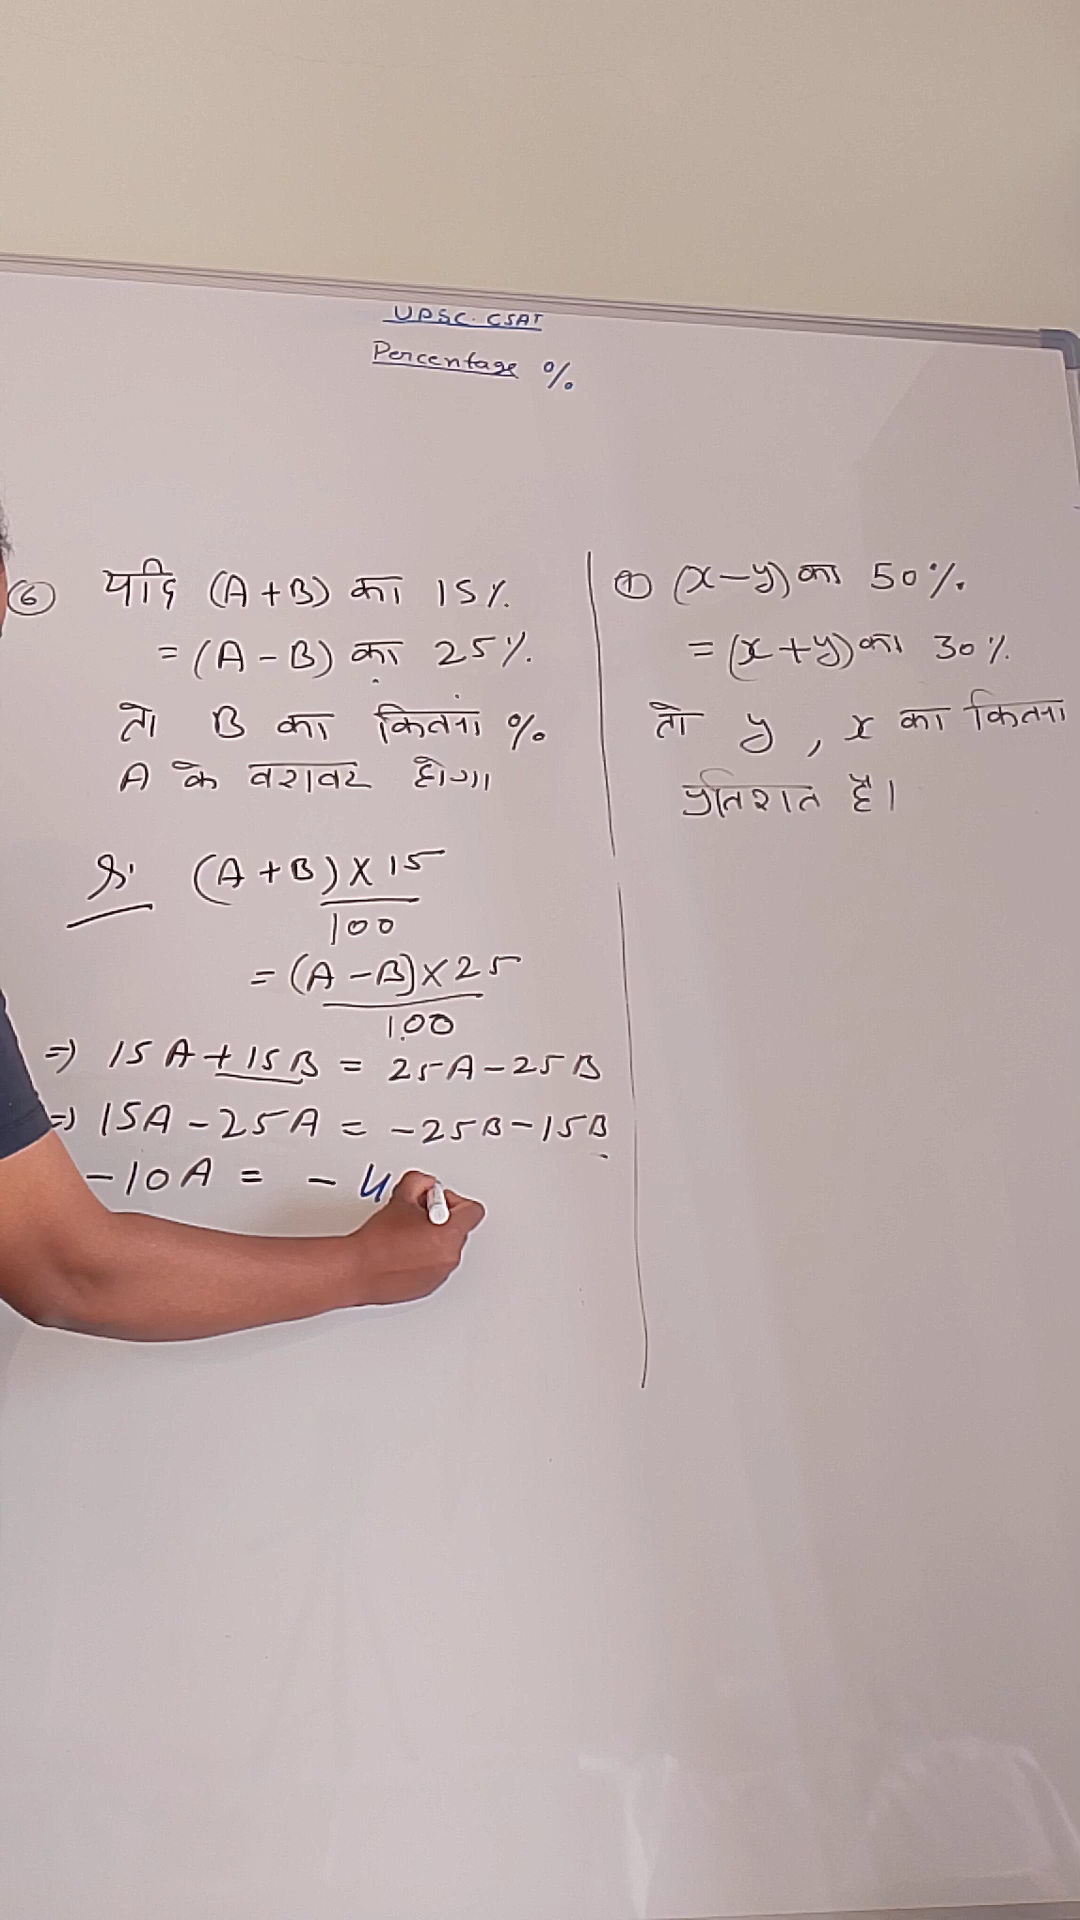 UPSC. CSAT
Percentage %
⑥ यदि (A+B) का 15%
= (A-B) का 25%
तो B का कितना %
A के बराबर होगा
(A+B)×15
100
= (A-B)×25
100
⇒ 15A+15B = 25A-25B
⇒ 15A-25A = -25B-15B
-10A = -4
(x-y) का 50%
= (x+y) का 30%
तो y, x का कितना
प्रतिशत है।